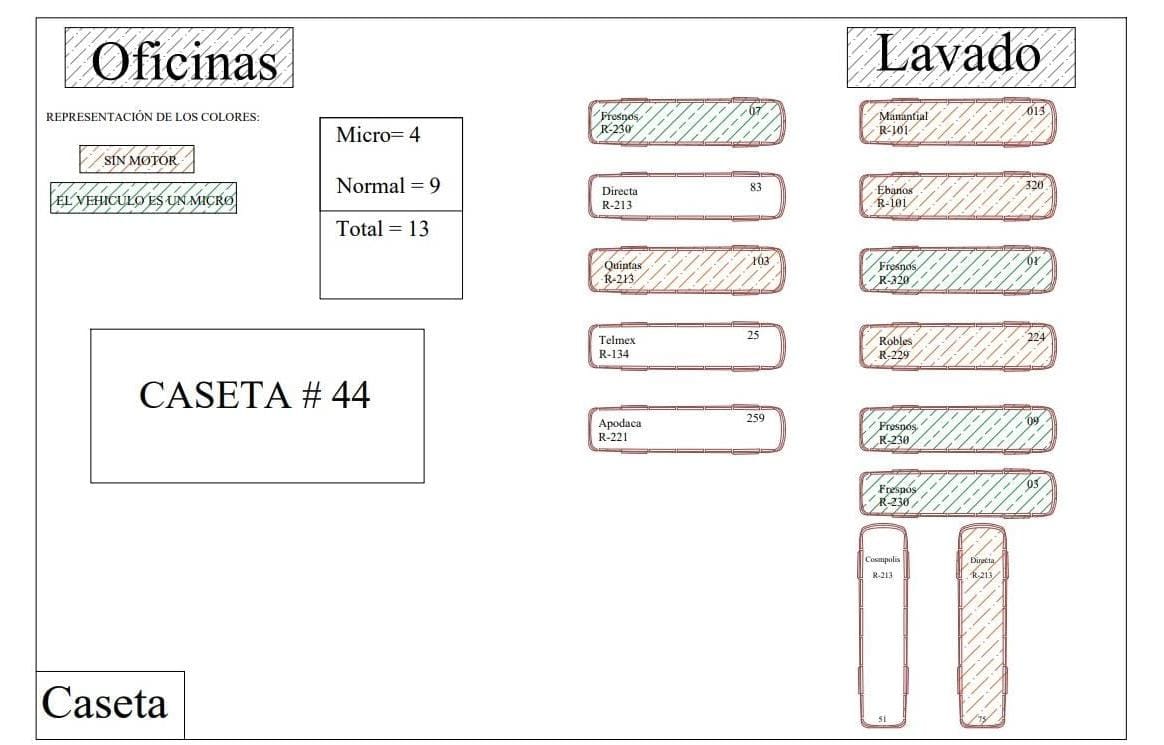 Oficinas
Lavado
REPRESENTACIÓN DE LOS COLORES:
SIN MOTOR
EL VEHICULO ES UN MICRO
Micro= 4
Normal = 9
Total = 13
CASETA # 44
Caseta
Fresnos
R-230
07
Directa
R-213
83
Quintas
R-213
103
Telmex
R-134
25
Apodaca
R-221
259
Manantial
R-101
013
Ebanos
R-101
320
Fresnos
R-320
01
Robles
R-229
224
Fresnos
R-230
09
Fresnos
R-230
03
Cosmpolis
R-213
51
Directa
R-213
75